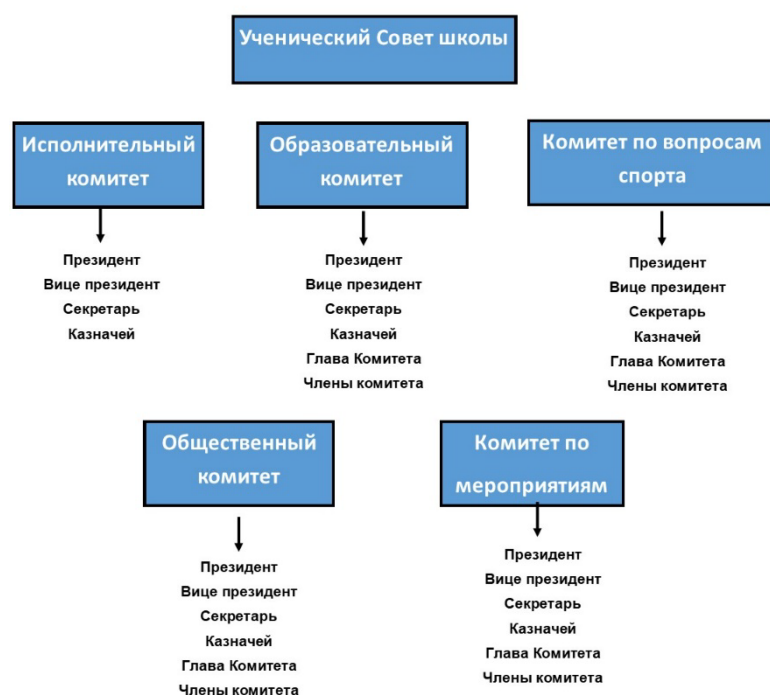 Ученический Совет школы
Исполнительный
комитет
Президент
Вице президент
Секретарь
Казначей
Образовательный
комитет
Президент
Вице президент
Секретарь
Казначей
Глава Комитета
Члены комитета
Комитет по вопросам
спорта
Президент
Вице президент
Секретарь
Казначей
Глава Комитета
Члены комитета
Общественный
комитет
Президент
Вице президент
Секретарь
Казначей
Глава Комитета
Члены комитета
Комитет по
мероприятиям
Президент
Вице президент
Секретарь
Казначей
Глава Комитета
Члены комитета